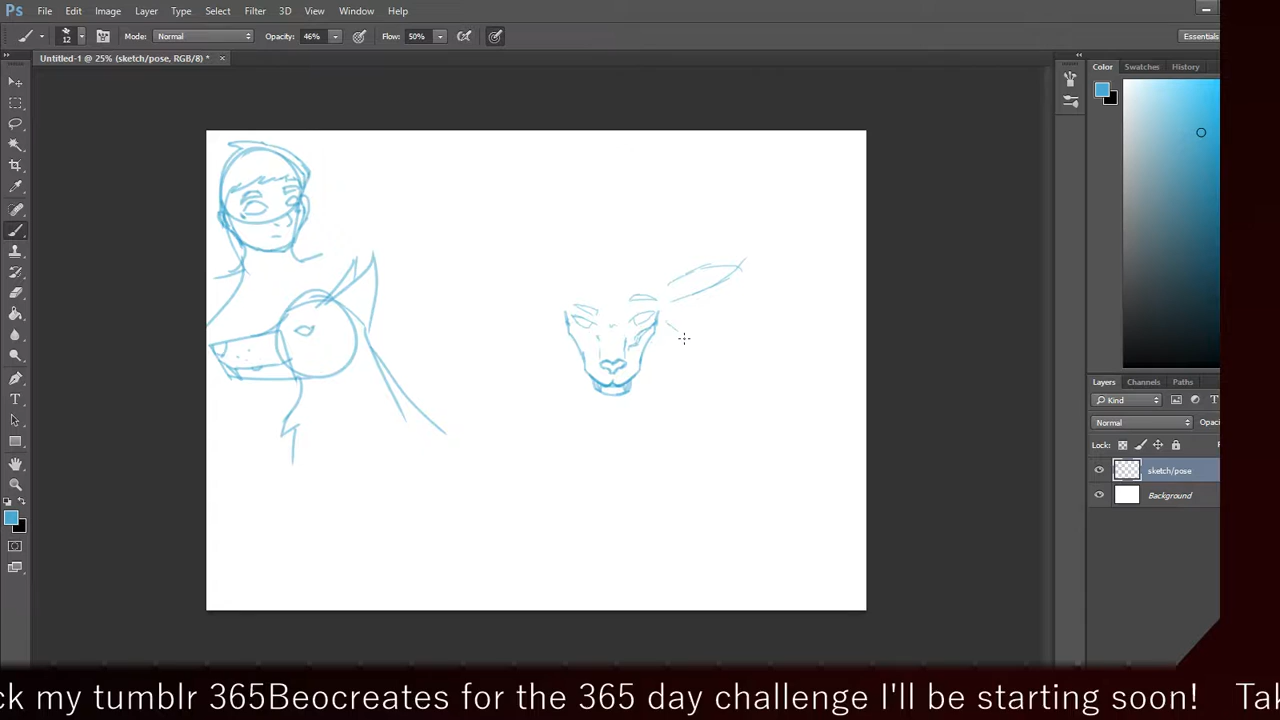 Ps File Edit Image Layer Type Select Filter 3D View Window Help
12 Mode: Normal Opacity: 46% Flow: 50% Essentials
Untitled-1 @ 25% (sketch/pose, RGB/8) * ×
Color Swatches History
Layers Channels Paths
Kind
Normal
Lock:
sketch/pose
Background
my tumblr 365Beocreates for the 365 day challenge I'll be starting soon!